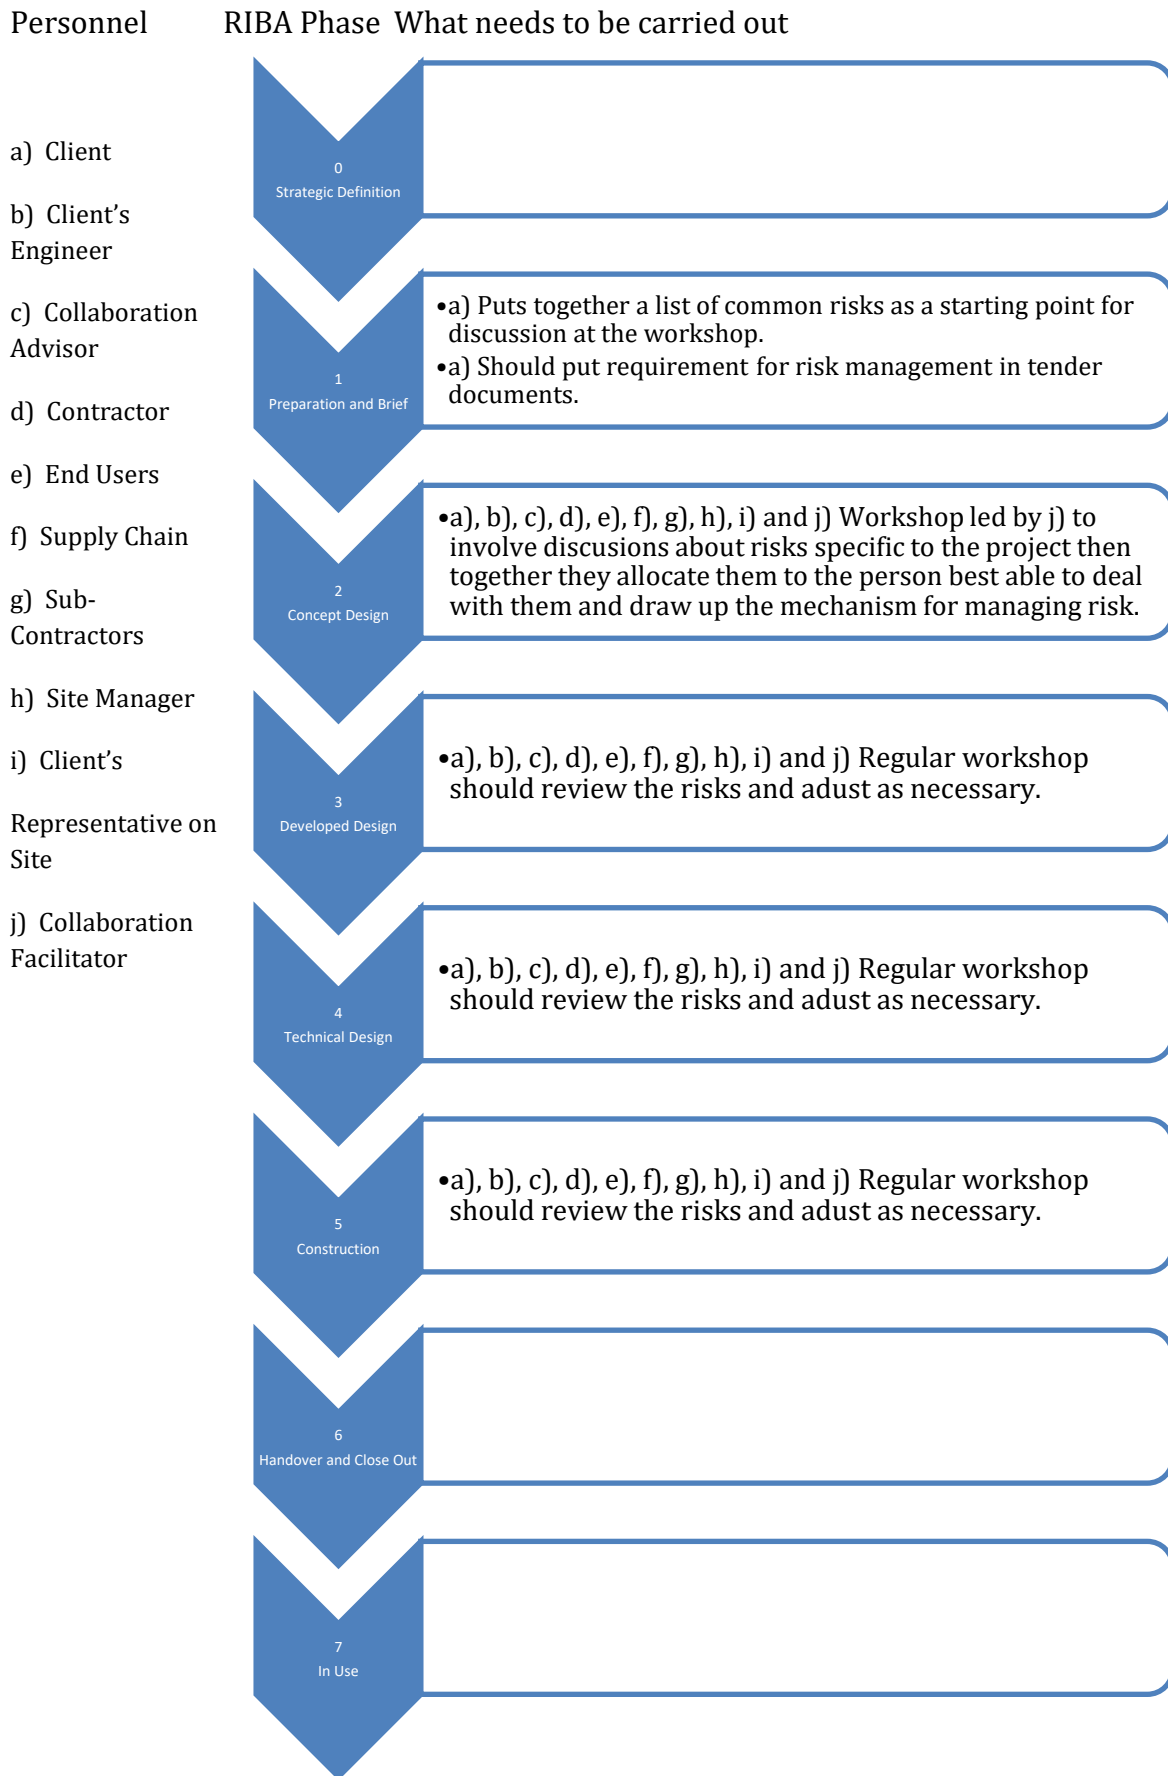 Personnel RIBA Phase What needs to be carried out
a) Client
b) Client’s
Engineer
c) Collaboration
Advisor
d) Contractor
e) End Users
f) Supply Chain
g) Sub-
Contractors
h) Site Manager
i) Client’s
Representative on
Site
j) Collaboration
Facilitator
0
Strategic Definition
1
Preparation and Brief
•a) Puts together a list of common risks as a starting point for
discussion at the workshop.
•a) Should put requirement for risk management in tender
documents.
2
Concept Design
•a), b), c), d), e), f), g), h), i) and j) Workshop led by j) to
involve discusions about risks specific to the project then
together they allocate them to the person best able to deal
with them and draw up the mechanism for managing risk.
3
Developed Design
•a), b), c), d), e), f), g), h), i) and j) Regular workshop
should review the risks and adust as necessary.
4
Technical Design
•a), b), c), d), e), f), g), h), i) and j) Regular workshop
should review the risks and adust as necessary.
5
Construction
•a), b), c), d), e), f), g), h), i) and j) Regular workshop
should review the risks and adust as necessary.
6
Handover and Close Out
7
In Use